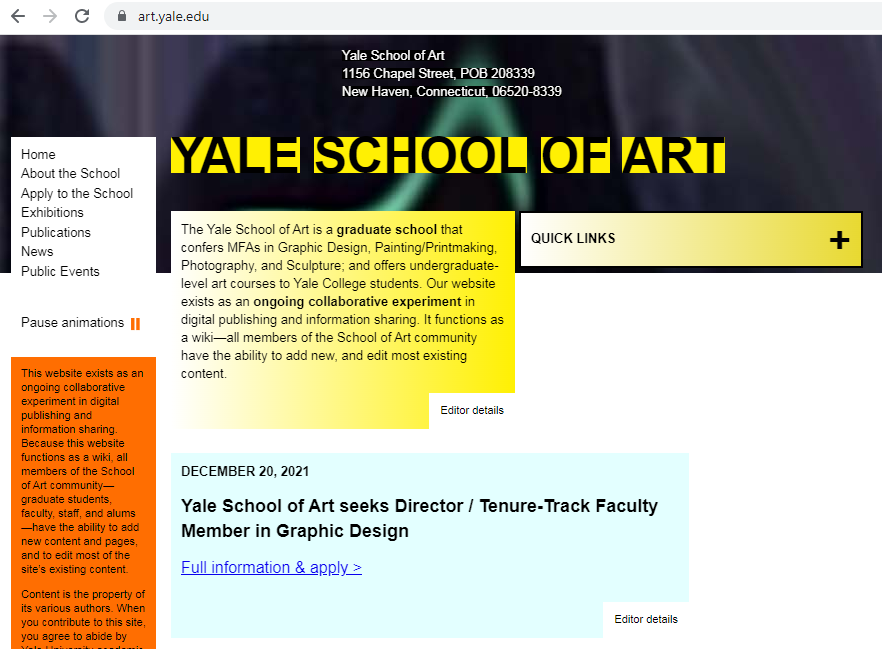 art.yale.edu
Yale School of Art
1156 Chapel Street, POB 208339
New Haven, Connecticut, 06520-8339
YALE SCHOOL OF ART
Home
About the School
Apply to the School
Exhibitions
Publications
News
Public Events
Pause animations
This website exists as an
ongoing collaborative
experiment in digital
publishing and
information sharing.
Because this website
functions as a wiki, all
members of the School
of Art community—
graduate students,
faculty, staff, and alums
—have the ability to add
new content and pages,
and to edit most of the
site's existing content.
Content is the property of
its various authors. When
you contribute to this site,
you agree to abide by
Yale University academic
The Yale School of Art is a graduate school that
confers MFAs in Graphic Design, Painting/Printmaking,
Photography, and Sculpture; and offers undergraduate-
level art courses to Yale College students. Our website
exists as an ongoing collaborative experiment in
digital publishing and information sharing. It functions as
a wiki—all members of the School of Art community
have the ability to add new, and edit most existing
content.
Editor details
QUICK LINKS +
DECEMBER 20, 2021
Yale School of Art seeks Director / Tenure-Track Faculty
Member in Graphic Design
Full information & apply >
Editor details